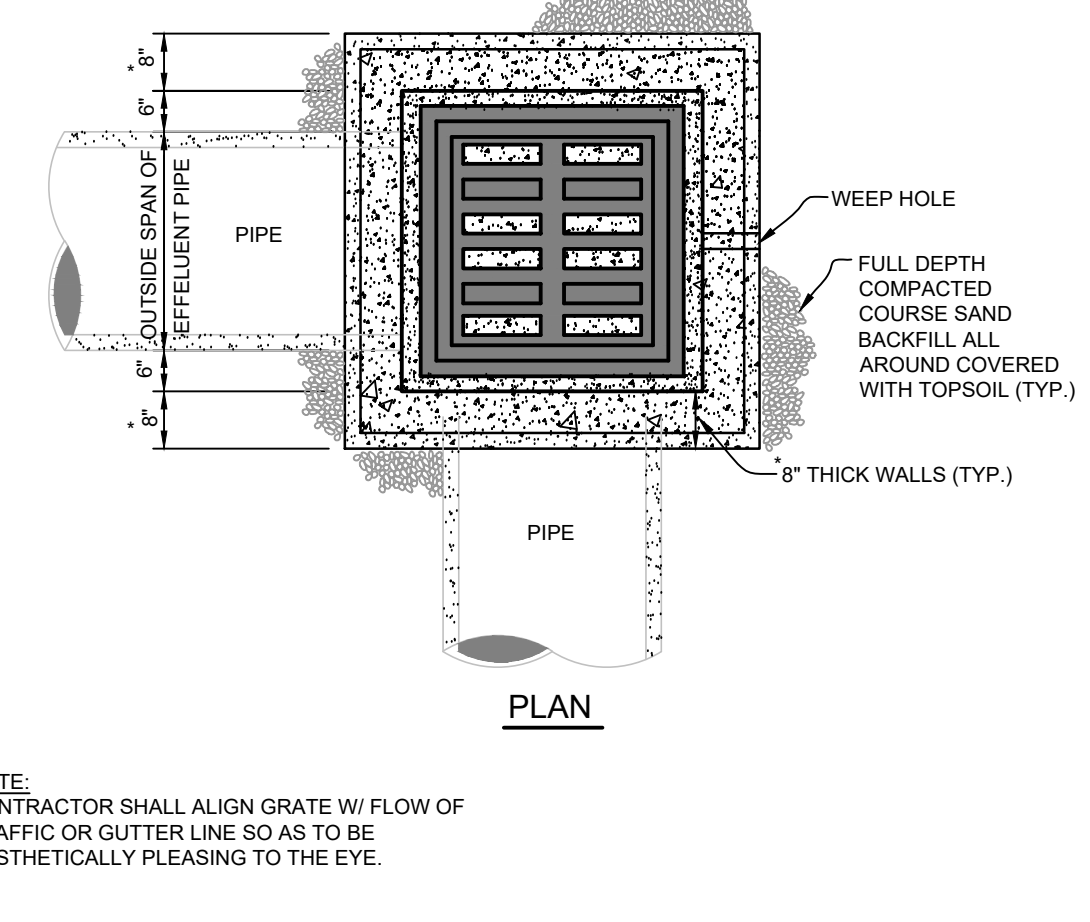 * 8"
6"
OUTSIDE SPAN OF
EFFELUENT PIPE
6"
* 8"
PIPE
WEEP HOLE
FULL DEPTH
COMPACTED
COURSE SAND
BACKFILL ALL
AROUND COVERED
WITH TOPSOIL (TYP.)
*
8" THICK WALLS (TYP.)
PIPE
PLAN
TE:
NTRACTOR SHALL ALIGN GRATE W/ FLOW OF
AFFIC OR GUTTER LINE SO AS TO BE
STHETICALLY PLEASING TO THE EYE.